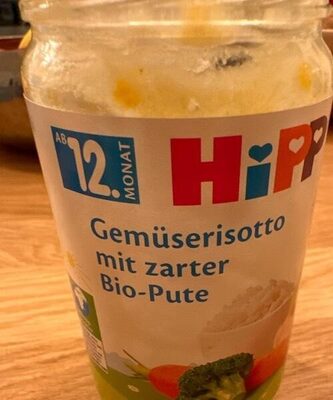 AB 12. MONAT
HiPP
Gemüserisotto
mit zarter
Bio-Pute